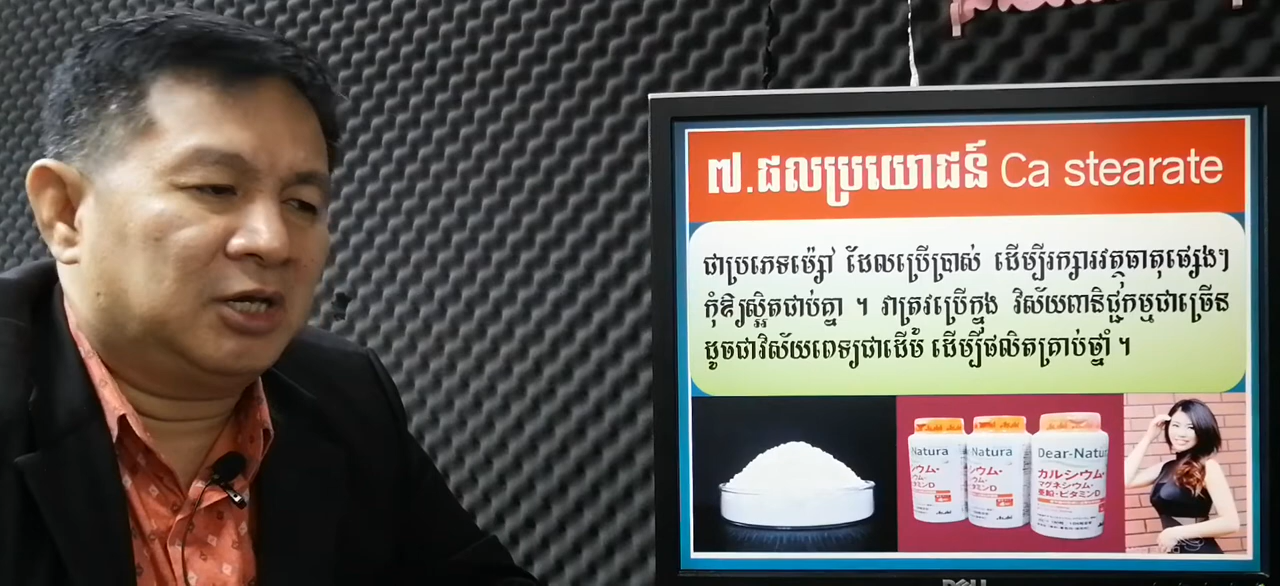 ៧.ផលប្រយោជន៍ Ca stearate
ជាប្រភេទម៉្សៅ ដែលប្រើប្រាស់ ដើម្បីរក្សារវត្ថុធាតុផ្សេងៗ
កុំឱ្យស្អិតជាប់គ្នា ។ វាត្រូវប្រើក្នុង វិស័យពានិជ្ជកម្មជាច្រើន
ដូចជាវិស័យពេទ្យជាដើម ដើម្បីផលិតគ្រាប់ថ្នាំ ។
Natura
Natura
Dear-Natura
カルシウム・
マグネシウム・
亜鉛・ビタミンD
DELL